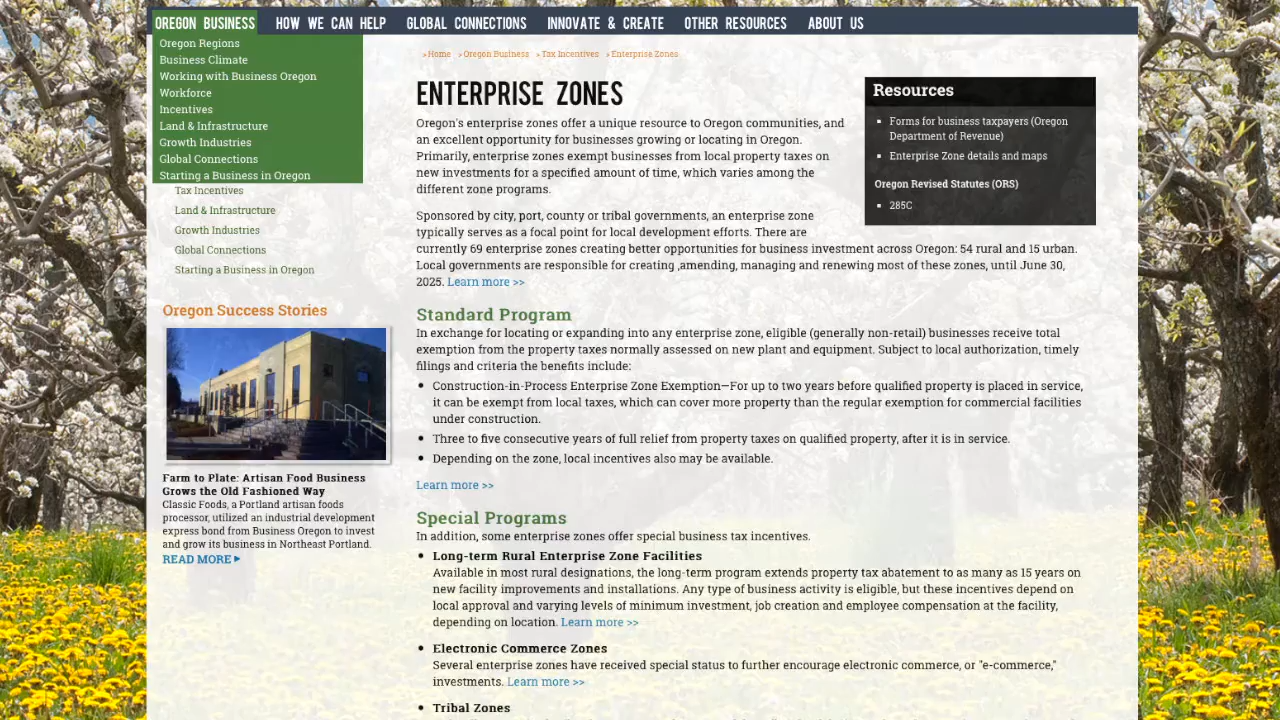 OREGON BUSINESS HOW WE CAN HELP GLOBAL CONNECTIONS INNOVATE & CREATE OTHER RESOURCES ABOUT US
Oregon Regions
Business Climate
Working with Business Oregon
Workforce
Incentives
Land & Infrastructure
Growth Industries
Global Connections
Starting a Business in Oregon
Tax Incentives
Land & Infrastructure
Growth Industries
Global Connections
Starting a Business in Oregon
Oregon Success Stories
Farm to Plate: Artisan Food Business
Grows the Old Fashioned Way
Classic Foods, a Portland artisan foods
processor, utilized an industrial development
express bond from Business Oregon to invest
and grow its business in Northeast Portland.
READ MORE
> Home > Oregon Business > Tax Incentives > Enterprise Zones
ENTERPRISE ZONES
Oregon's enterprise zones offer a unique resource to Oregon communities, and
an excellent opportunity for businesses growing or locating in Oregon.
Primarily, enterprise zones exempt businesses from local property taxes on
new investments for a specified amount of time, which varies among the
different zone programs.
Sponsored by city, port, county or tribal governments, an enterprise zone
typically serves as a focal point for local development efforts. There are
currently 69 enterprise zones creating better opportunities for business investment across Oregon: 54 rural and 15 urban.
Local governments are responsible for creating ,amending, managing and renewing most of these zones, until June 30,
2025. Learn more >>
Resources
Forms for business taxpayers (Oregon
Department of Revenue)
Enterprise Zone details and maps
Oregon Revised Statutes (ORS)
285C
Standard Program
In exchange for locating or expanding into any enterprise zone, eligible (generally non-retail) businesses receive total
exemption from the property taxes normally assessed on new plant and equipment. Subject to local authorization, timely
filings and criteria the benefits include:
Construction-in-Process Enterprise Zone Exemption—For up to two years before qualified property is placed in service,
it can be exempt from local taxes, which can cover more property than the regular exemption for commercial facilities
under construction.
Three to five consecutive years of full relief from property taxes on qualified property, after it is in service.
Depending on the zone, local incentives also may be available.
Learn more >>
Special Programs
In addition, some enterprise zones offer special business tax incentives.
Long-term Rural Enterprise Zone Facilities
Available in most rural designations, the long-term program extends property tax abatement to as many as 15 years on
new facility improvements and installations. Any type of business activity is eligible, but these incentives depend on
local approval and varying levels of minimum investment, job creation and employee compensation at the facility,
depending on location. Learn more >>
Electronic Commerce Zones
Several enterprise zones have received special status to further encourage electronic commerce, or "e-commerce,"
investments. Learn more >>
Tribal Zones